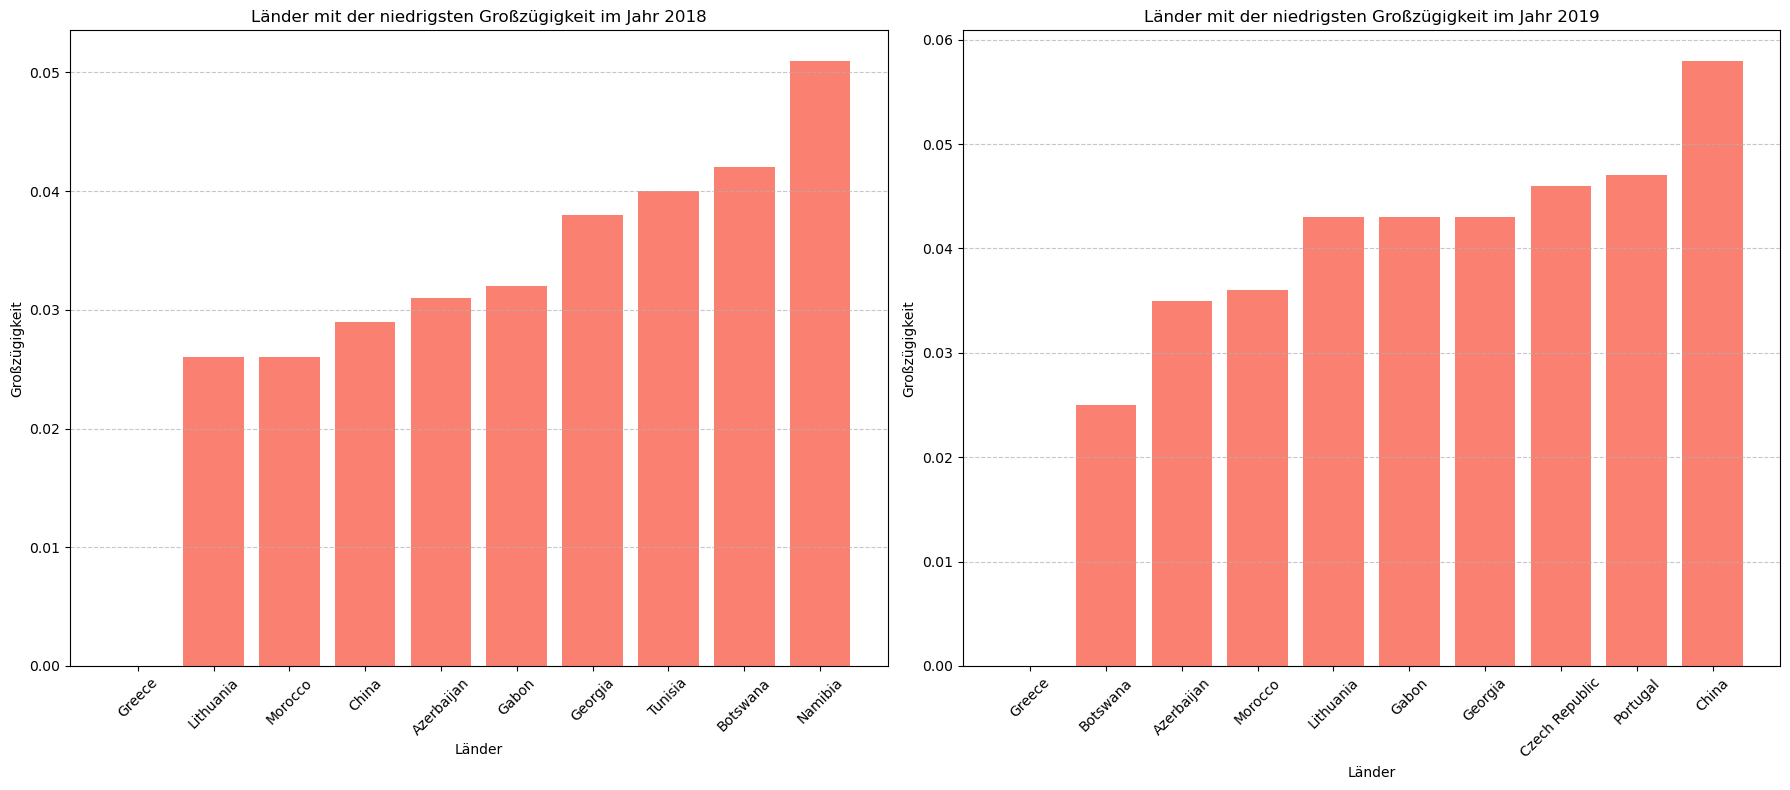 Länder mit der niedrigsten Großzügigkeit im Jahr 2018
Großzügigkeit
0.05
0.04
0.03
0.02
0.01
0.00
Greece
Lithuania
Morocco
China
Azerbaijan
Gabon
Georgia
Tunisia
Botswana
Namibia
Länder
Länder mit der niedrigsten Großzügigkeit im Jahr 2019
Großzügigkeit
0.06
0.05
0.04
0.03
0.02
0.01
0.00
Greece
Botswana
Azerbaijan
Morocco
Lithuania
Gabon
Georgia
Czech Republic
Portugal
China
Länder